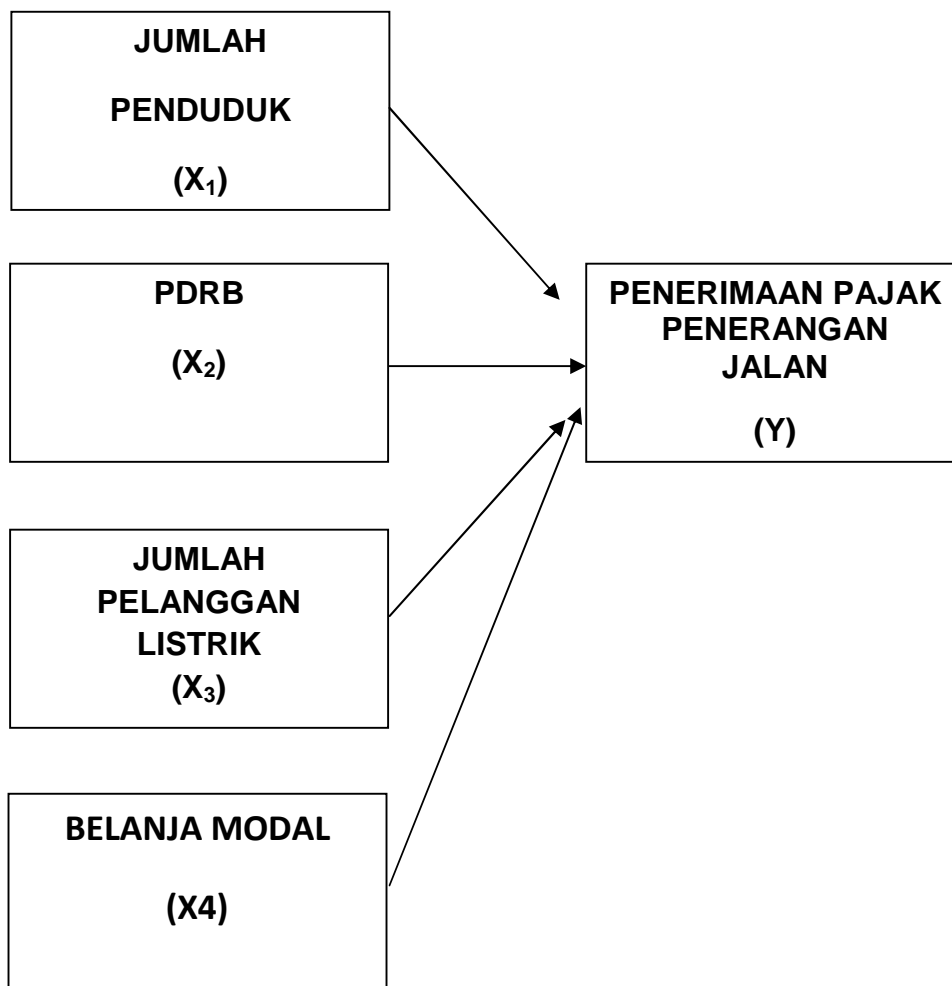 JUMLAH
PENDUDUK
(X₁)
PDRB
(X₂)
PENERIMAAN PAJAK
PENERANGAN
JALAN
(Y)
JUMLAH
PELANGGAN
LISTRIK
(X₃)
BELANJA MODAL
(X4)